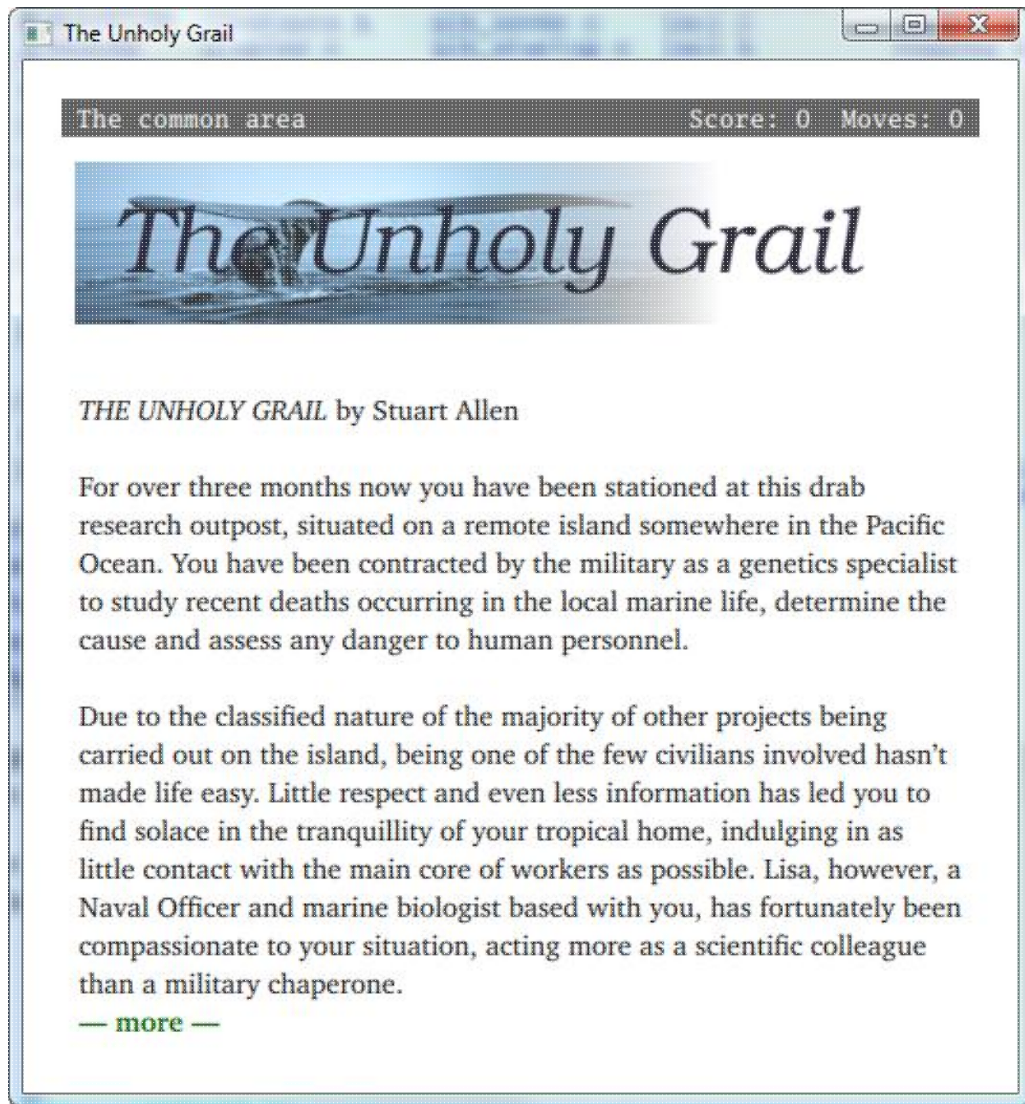 The Unholy Grail
The common area Score: 0 Moves: 0
The Unholy Grail
THE UNHOLY GRAIL by Stuart Allen
For over three months now you have been stationed at this drab
research outpost, situated on a remote island somewhere in the Pacific
Ocean. You have been contracted by the military as a genetics specialist
to study recent deaths occurring in the local marine life, determine the
cause and assess any danger to human personnel.
Due to the classified nature of the majority of other projects being
carried out on the island, being one of the few civilians involved hasn’t
made life easy. Little respect and even less information has led you to
find solace in the tranquillity of your tropical home, indulging in as
little contact with the main core of workers as possible. Lisa, however, a
Naval Officer and marine biologist based with you, has fortunately been
compassionate to your situation, acting more as a scientific colleague
than a military chaperone.
— more —